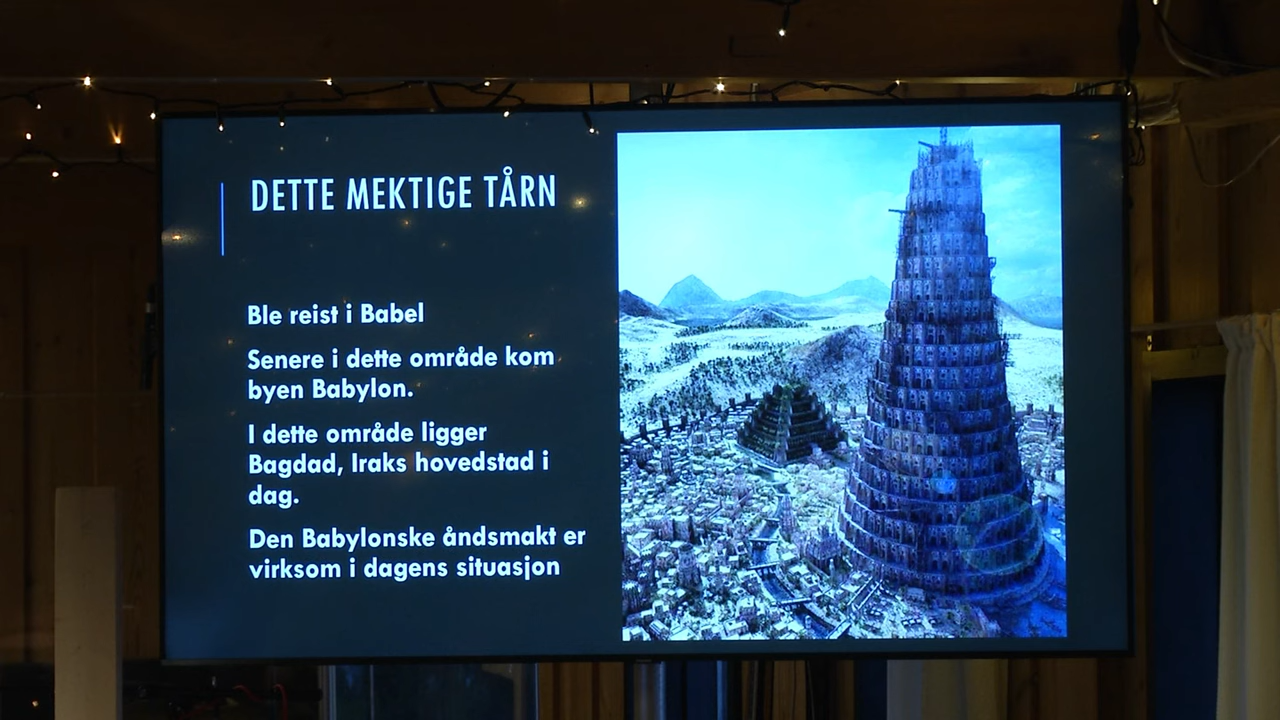 DETTE MEKTIGE TÅRN
Ble reist i Babel
Senere i dette område kom
byen Babylon.
I dette område ligger
Bagdad, Iraks hovedstad i
dag.
Den Babylonske åndsmakt er
virksom i dagens situasjon